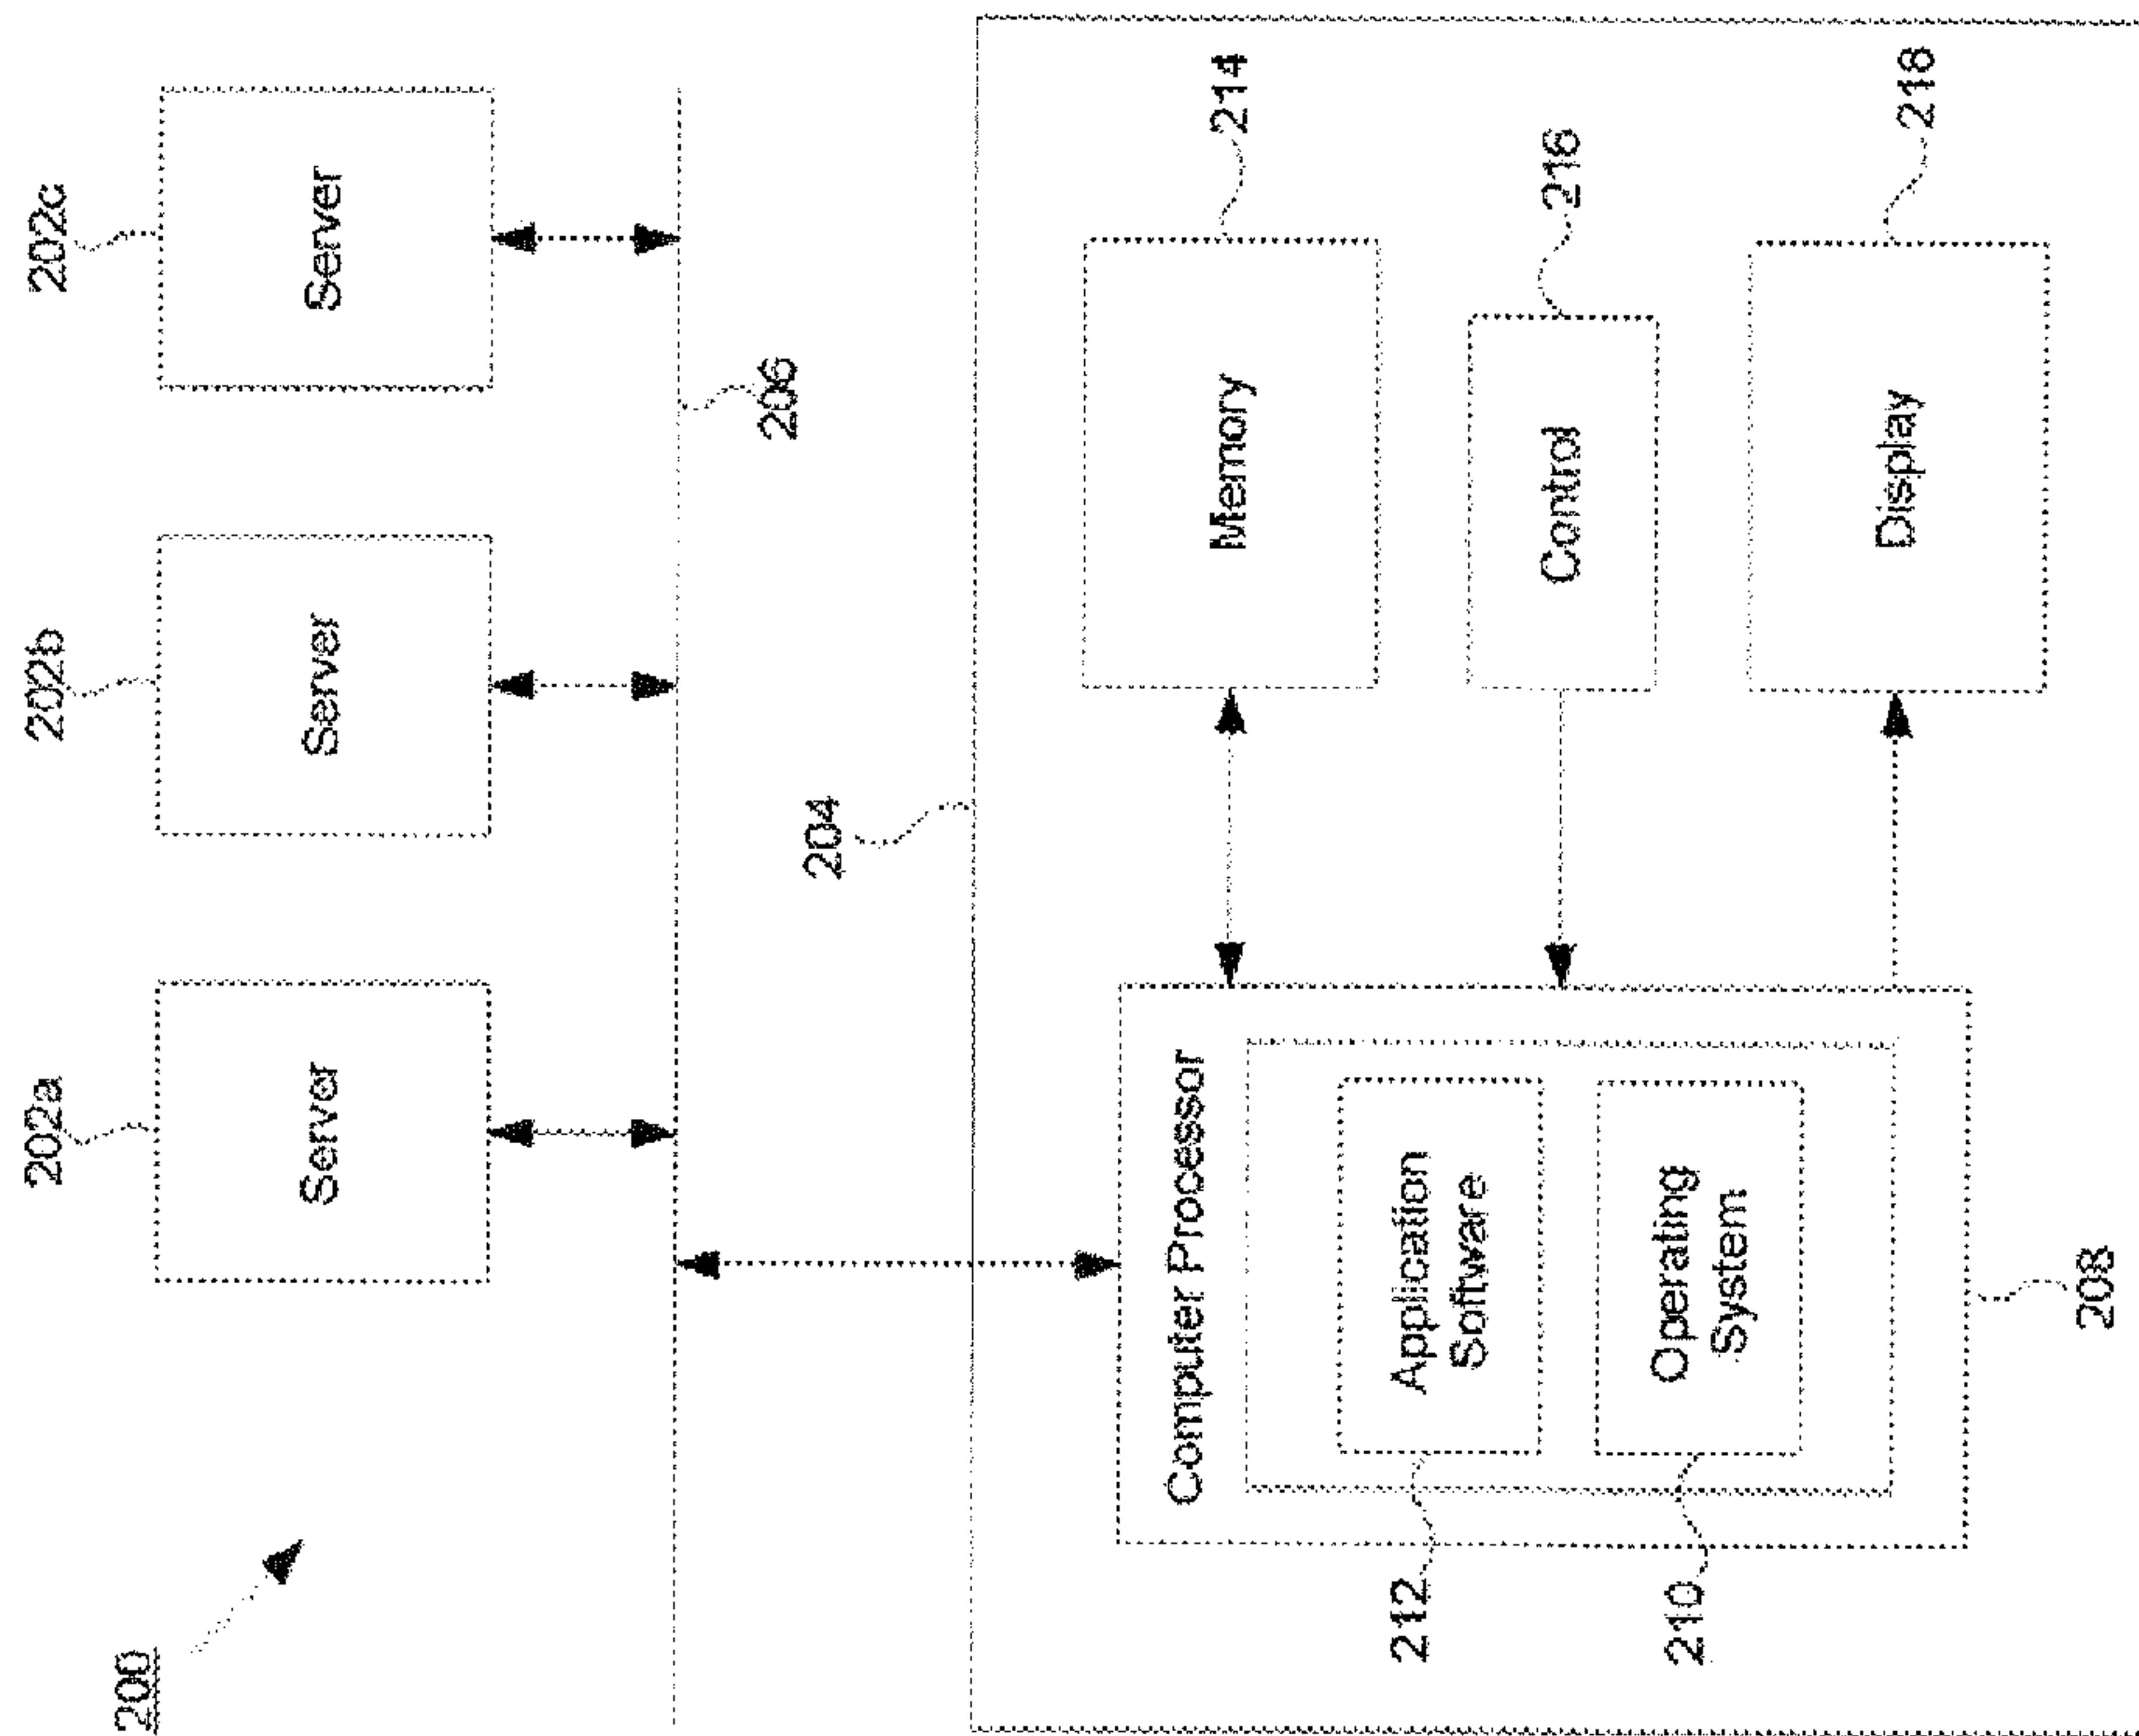 200
202a
202b
202c
Server
Server
Server
206
204
Computer Processor
Application
Software
Operating
System
212
210
208
Memory
214
Control
216
Display
218